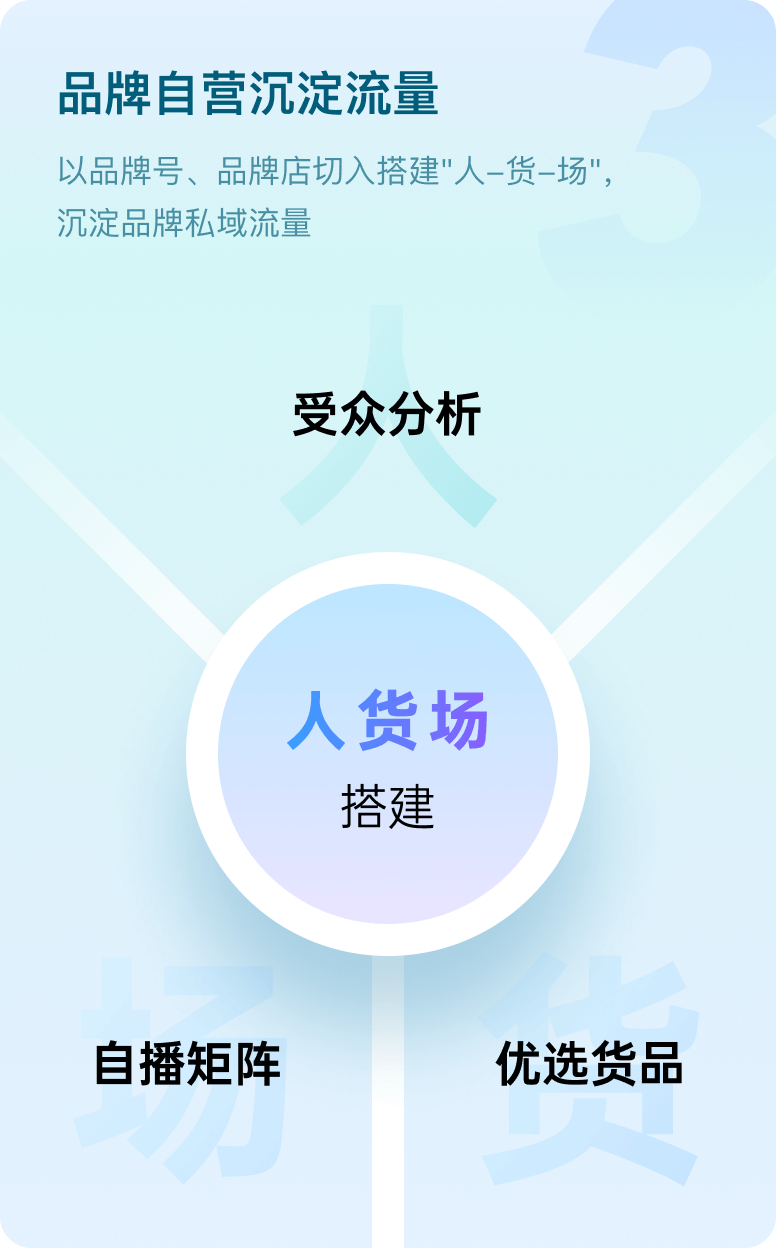 3
品牌自营沉淀流量
以品牌号、品牌店切入搭建"人–货–场",
沉淀品牌私域流量
人
受众分析
人货场
搭建
场
自播矩阵
货
优选货品